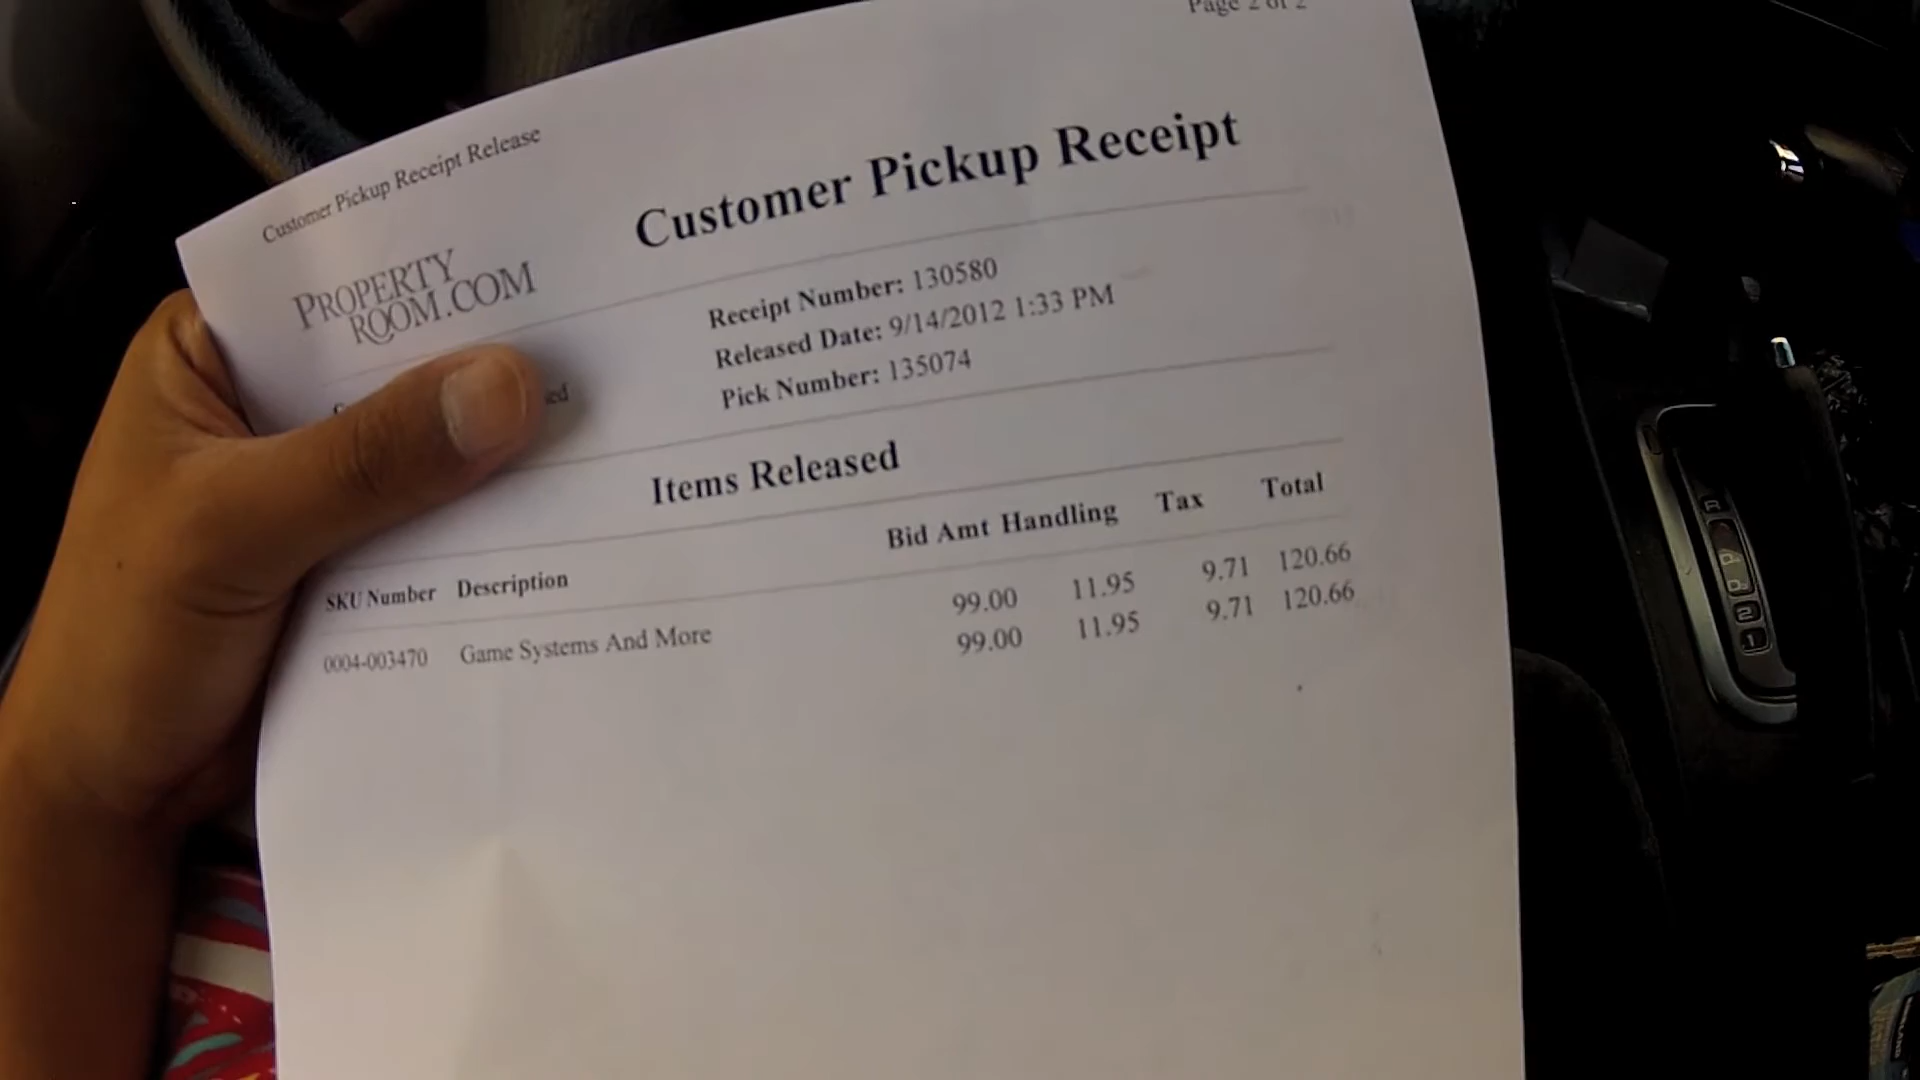 Page 2 of 2
Customer Pickup Receipt Release
Customer Pickup Receipt
PROPERTY
ROOM.COM
Receipt Number: 130580
Released Date: 9/14/2012 1:33 PM
Pick Number: 135074
Items Released
SKU Number Description Bid Amt Handling Tax Total
0004-003470 Game Systems And More 99.00 11.95 9.71 120.66
99.00 11.95 9.71 120.66
R
2
1